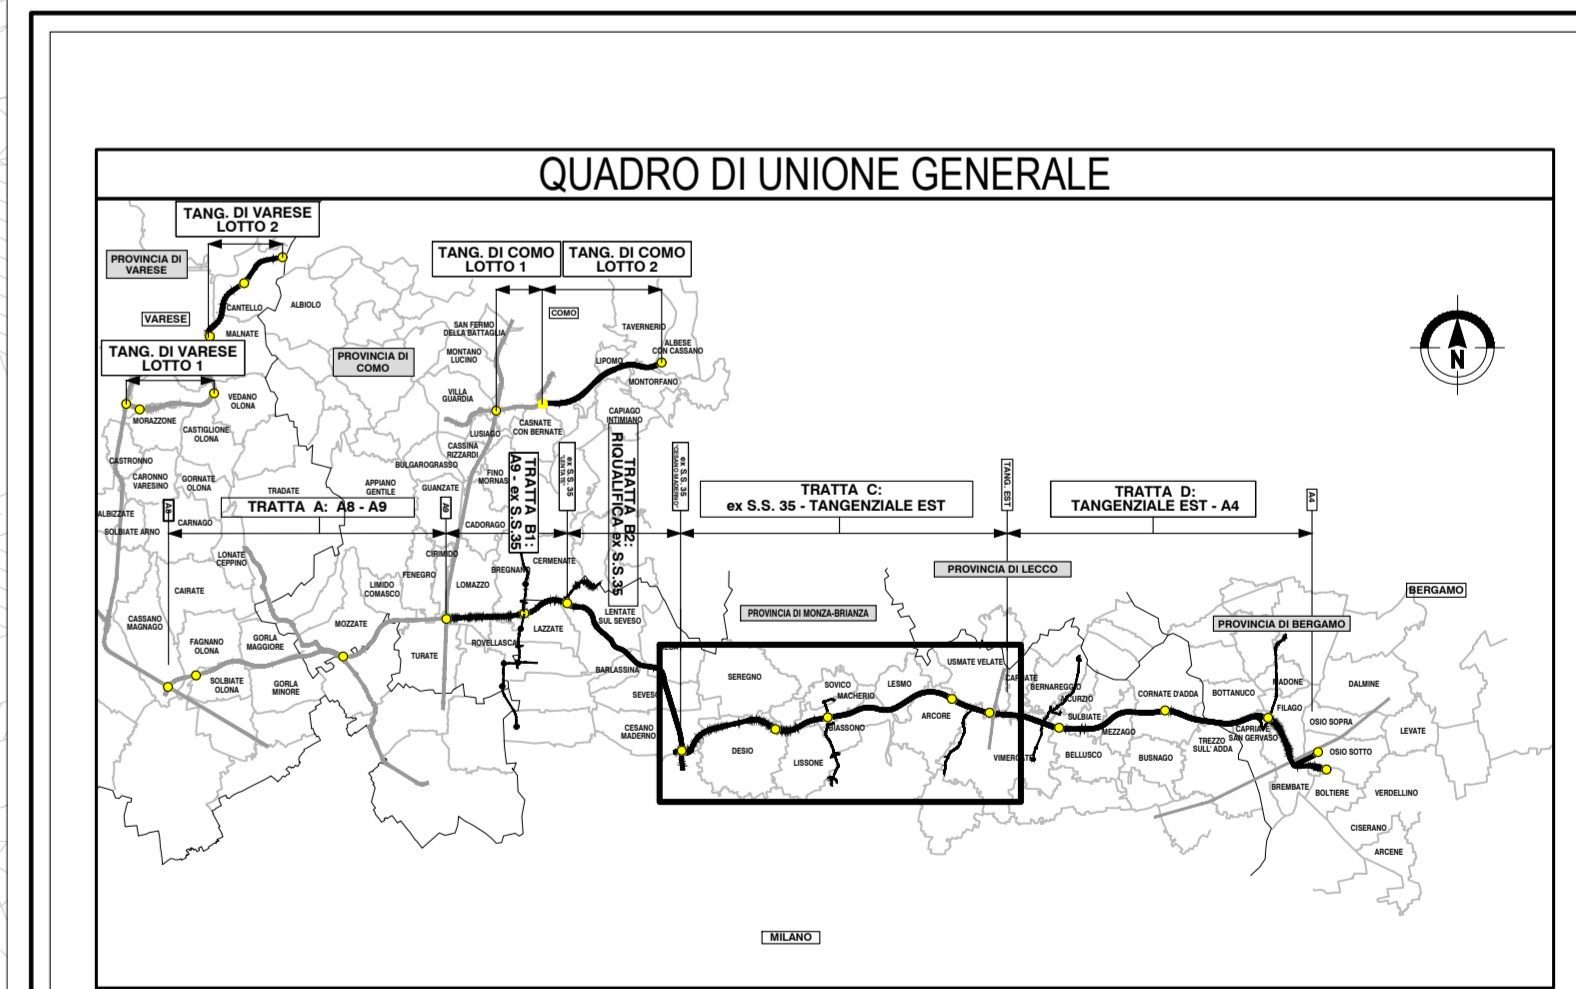 QUADRO DI UNIONE GENERALE
TANG. DI VARESE
LOTTO 2
PROVINCIA DI
VARESE
CANTELLO
ALBIOLO
VARESE
MALNATE
TANG. DI VARESE
LOTTO 1
PROVINCIA DI
COMO
TANG. DI COMO
LOTTO 1
TANG. DI COMO
LOTTO 2
COMO
SAN FERMO
DELLA BATTAGLIA
TAVERNERIO
MONTANO
LUCINO
ALBESE
CON CASSANO
LIPOMO
MONTORFANO
VILLA
GUARDIA
VEDANO
OLONA
MORAZZONE
CASTIGLIONE
OLONA
CASNATE
CON BERNATE
CAPIAGO
INTIMIANO
LUSIAGO
CASSINA
RIZZARDI
BULGAROGRASSO
FINO
MORNAS
CASTRONNO
CARONNO
VARESINO
GORNATE
OLONA
TRADATE
APPIANO
GENTILE
GUANZATE
N
A8
TRATTA A: A8 - A9
A9
TRATTA B1:
A9 - ex S.S.35
ex S.S. 35
TRATTA B2:
RIQUALIFICA ex S.S.35
ex S.S. 35
"CESANO MADERNO"
TRATTA C:
ex S.S. 35 - TANGENZIALE EST
TANG. EST
TRATTA D:
TANGENZIALE EST - A4
A4
ALBIZZATE
SOLBIATE ARNO
CARNAGO
CADORAGO
LONATE
CEPPINO
CIRIMIDO
BREGNANO
CERMENATE
FENEGRO
LOMAZZO
LIMIDO
COMASCO
CAIRATE
PROVINCIA DI LECCO
BERGAMO
CASSANO
MAGNAGO
MOZZATE
LAZZATE
LENTATE
SUL SEVESO
PROVINCIA DI MONZA-BRIANZA
PROVINCIA DI BERGAMO
FAGNANO
OLONA
GORLA
MAGGIORE
ROVELLASCA
TURATE
SOLBIATE
OLONA
GORLA
MINORE
BARLASSINA
SEVESO
SEREGNO
SOVICO
MACHERIO
LESMO
USMATE VELATE
CARNATE
BERNAREGGIO
CORNATE D'ADDA
BOTTANUCO
MADONE
DALMINE
FILAGO
CESANO
MADERNO
DESIO
BIASSONO
LISSONE
ARCORE
SULBIATE
MEZZAGO
VIMERCATE
BELLUSCO
BUSNAGO
TREZZO
SULL' ADDA
SAN GERVASO
OSIO SOPRA
OSIO SOTTO
LEVATE
BREMBATE
BOLTIERE
VERDELLINO
CISERANO
ARCENE
MILANO